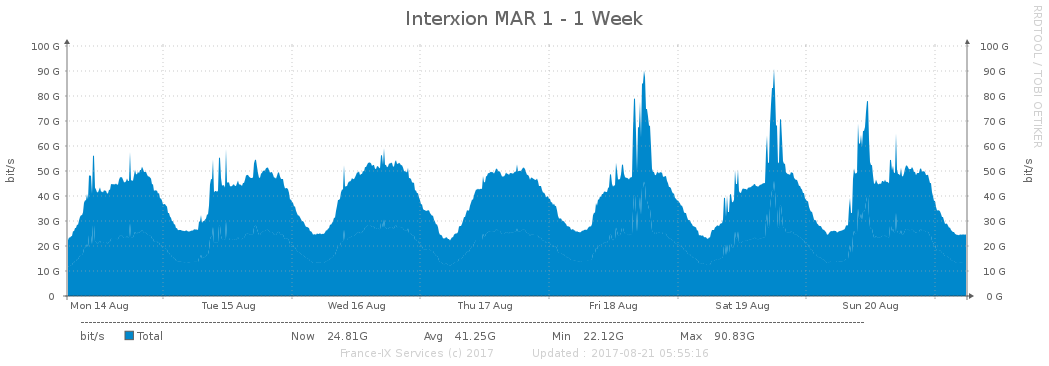 Interxion MAR 1 - 1 Week
RRDTOOL / TOBI OETIKER
bit/s
100 G
90 G
80 G
70 G
60 G
50 G
40 G
30 G
20 G
10 G
0
100 G
90 G
80 G
70 G
60 G
50 G
40 G
30 G
20 G
10 G
0 G
bit/s
Mon 14 Aug Tue 15 Aug Wed 16 Aug Thu 17 Aug Fri 18 Aug Sat 19 Aug Sun 20 Aug
bit/s Total Now 24.81G Avg 41.25G Min 22.12G Max 90.83G
France-IX Services (c) 2017 Updated : 2017-08-21 05:55:16